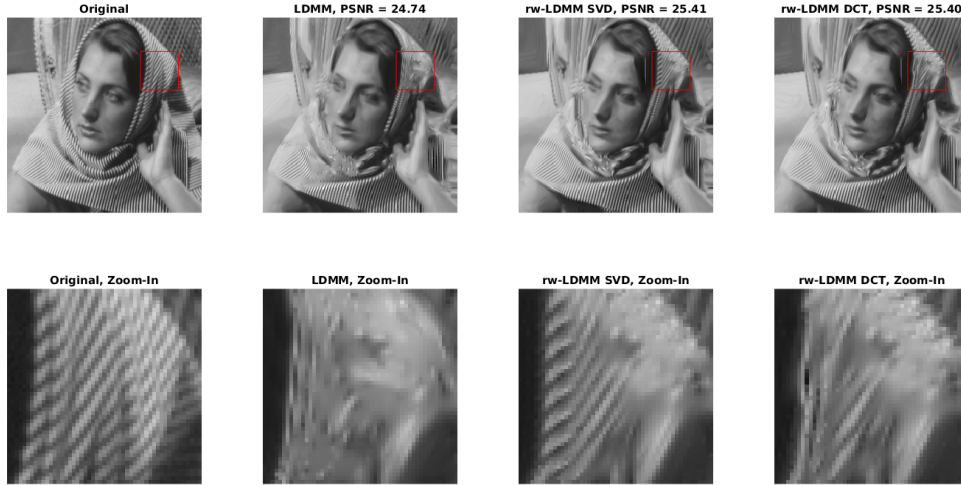 Original
LDMM, PSNR = 24.74
rw-LDMM SVD, PSNR = 25.41
rw-LDMM DCT, PSNR = 25.40
Original, Zoom-In
LDMM, Zoom-In
rw-LDMM SVD, Zoom-In
rw-LDMM DCT, Zoom-In